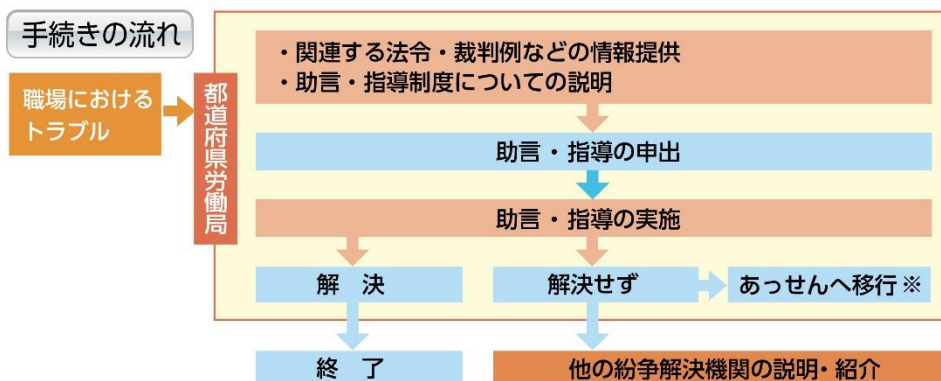 手続きの流れ
職場における
トラブル
都道府県労働局
・関連する法令・裁判例などの情報提供
・助言・指導制度についての説明
助言・指導の申出
助言・指導の実施
解 決
解決せず
あっせんへ移行※
終 了
他の紛争解決機関の説明・紹介